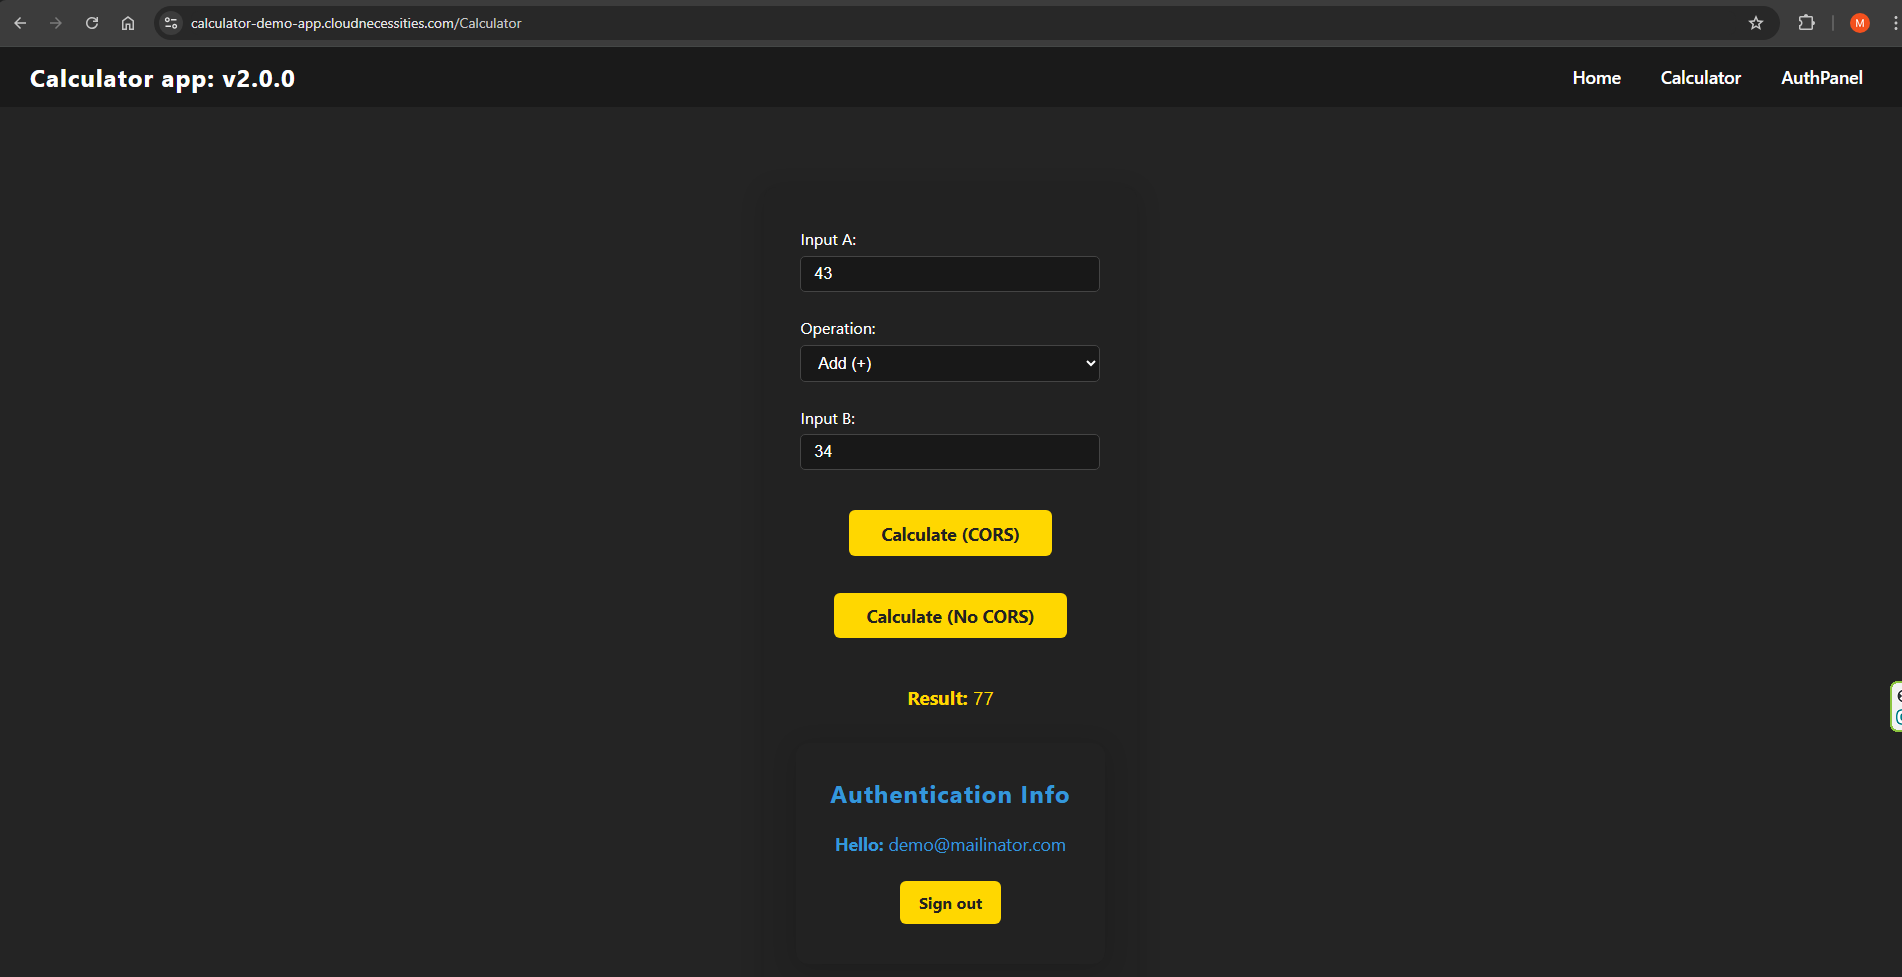 calculator-demo-app.cloudnecessities.com/Calculator
M
Calculator app: v2.0.0
Home Calculator AuthPanel
Input A:
43
Operation:
Add (+)
Input B:
34
Calculate (CORS)
Calculate (No CORS)
Result: 77
Authentication Info
Hello: demo@mailinator.com
Sign out